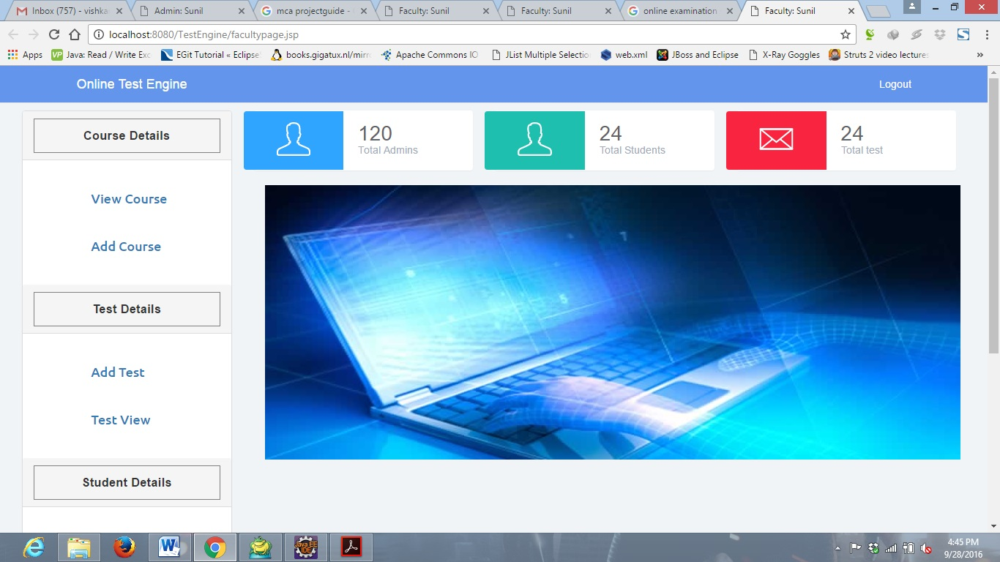 Inbox (757) - vishka
Admin: Sunil
mca projectguide -
Faculty: Sunil
Faculty: Sunil
online examination
Faculty: Sunil
localhost:8080/TestEngine/facultypage.jsp
Apps
VP
Java: Read / Write Exc
EGit Tutorial « Eclipse
books.gigatux.nl/mirr
Apache Commons IO
JList Multiple Selectio
web.xml
JBoss and Eclipse
X-Ray Goggles
Struts 2 video lectures
»
Online Test Engine
Logout
Course Details
View Course
Add Course
Test Details
Add Test
Test View
Student Details
120
Total Admins
24
Total Students
24
Total test
Java EE
IDE
4:45 PM
9/28/2016